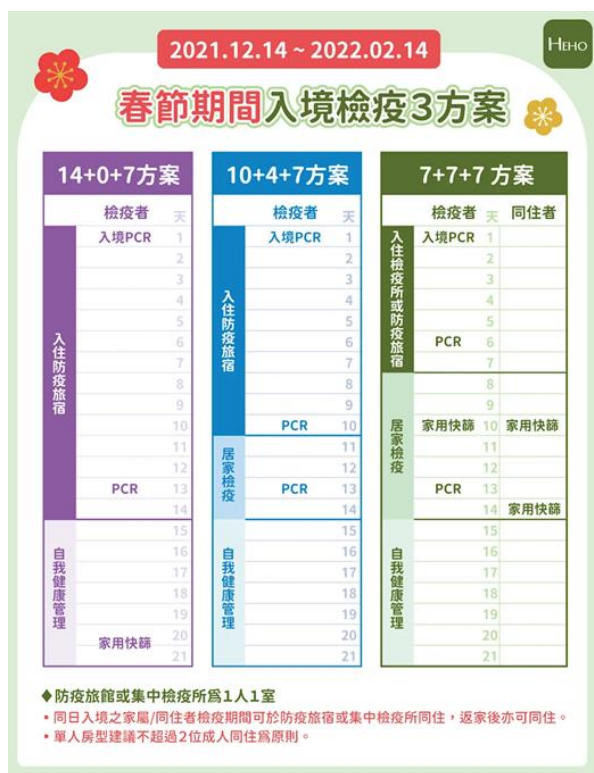 2021.12.14 ~ 2022.02.14
HEHO
春節期間入境檢疫3方案
14+0+7方案
檢疫者 天
入住防疫旅宿
入境PCR 1
2
3
4
5
6
7
8
9
10
11
12
PCR 13
14
自我健康管理
15
16
17
18
19
家用快篩 20
21
10+4+7方案
檢疫者 天
入住防疫旅宿
入境PCR 1
2
3
4
5
6
7
8
9
PCR 10
居家檢疫
11
12
PCR 13
14
自我健康管理
15
16
17
18
19
20
21
7+7+7 方案
檢疫者 天 同住者
入住檢疫所或防疫旅宿
入境PCR 1
2
3
4
5
PCR 6
7
居家檢疫
8
9
家用快篩 10 家用快篩
11
12
PCR 13
14 家用快篩
自我健康管理
15
16
17
18
19
20
21
♦防疫旅館或集中檢疫所爲1人1室
▪同日入境之家屬/同住者檢疫期間可於防疫旅宿或集中檢疫所同住，返家後亦可同住。
▪單人房型建議不超過2位成人同住爲原則。